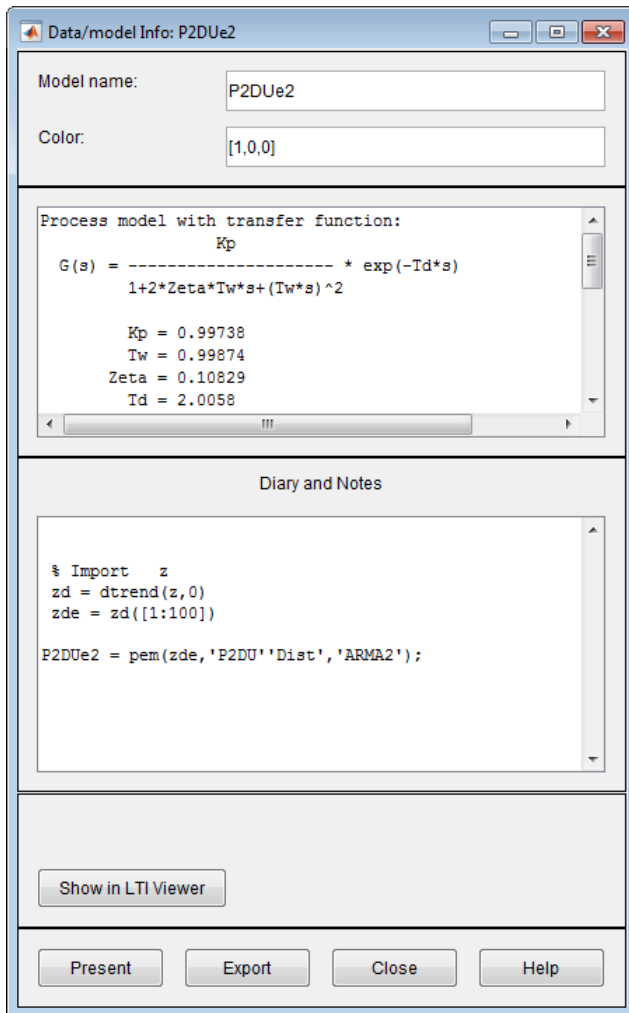 Data/model Info: P2DUe2
Model name:
P2DUe2
Color:
[1,0,0]
Process model with transfer function:
Kp
G(s) = --------------------- * exp(-Td*s)
1+2*Zeta*Tw*s+(Tw*s)^2
Kp = 0.99738
Tw = 0.99874
Zeta = 0.10829
Td = 2.0058
Diary and Notes
% Import   z
zd = dtrend(z,0)
zde = zd([1:100])
P2DUe2 = pem(zde,'P2DU''Dist','ARMA2');
Show in LTI Viewer
Present
Export
Close
Help